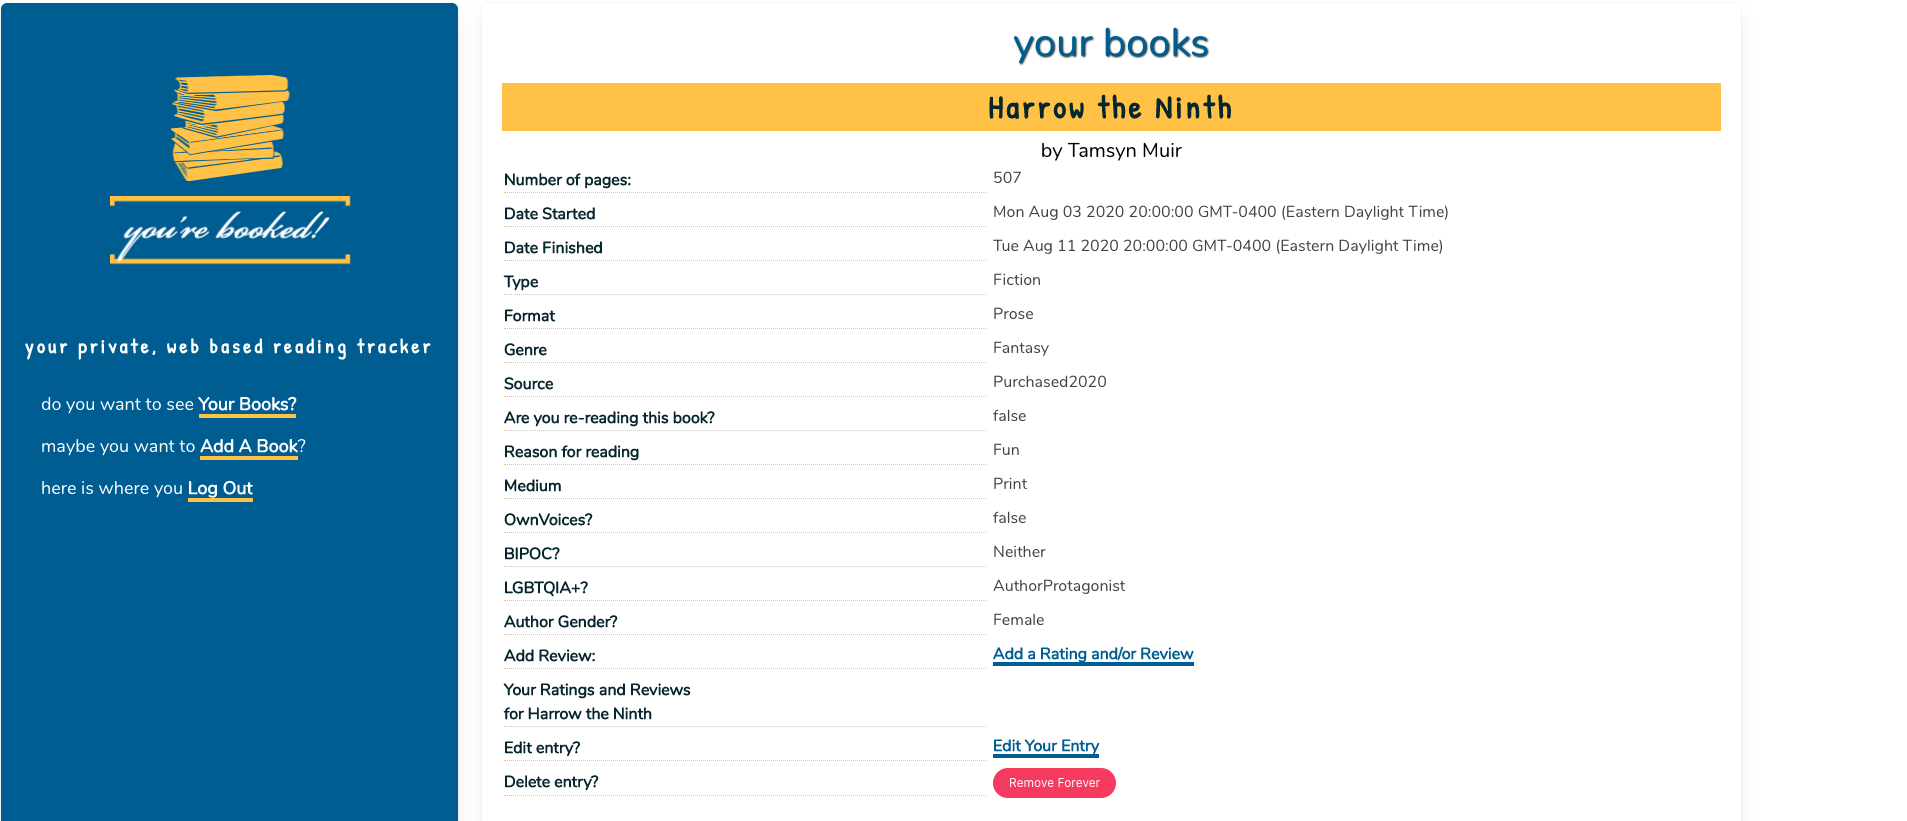 you're booked!
your private, web based reading tracker
do you want to see Your Books?
maybe you want to Add A Book?
here is where you Log Out
your books
Harrow the Ninth
by Tamsyn Muir
Number of pages: 507
Date Started Mon Aug 03 2020 20:00:00 GMT-0400 (Eastern Daylight Time)
Date Finished Tue Aug 11 2020 20:00:00 GMT-0400 (Eastern Daylight Time)
Type Fiction
Format Prose
Genre Fantasy
Source Purchased2020
Are you re-reading this book? false
Reason for reading Fun
Medium Print
OwnVoices? false
BIPOC? Neither
LGBTQIA+? AuthorProtagonist
Author Gender? Female
Add Review: Add a Rating and/or Review
Your Ratings and Reviews
for Harrow the Ninth
Edit entry? Edit Your Entry
Delete entry? Remove Forever